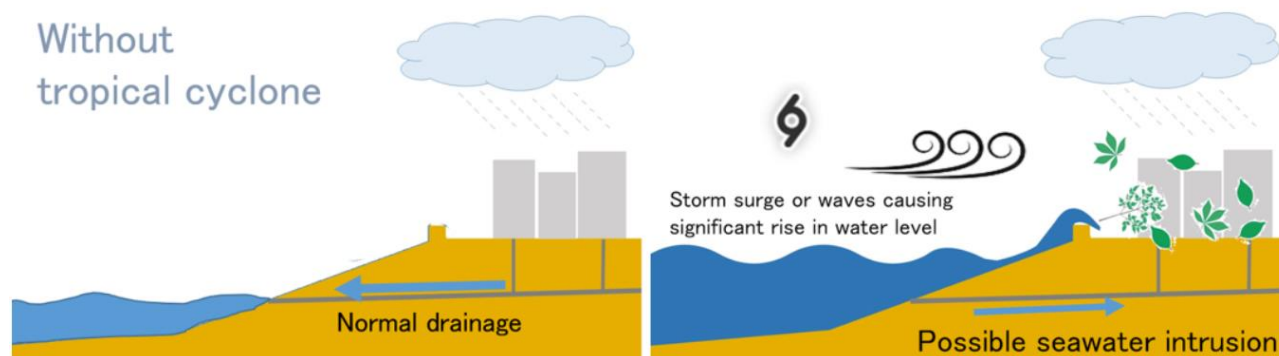 Without
tropical cyclone
Normal drainage
Storm surge or waves causing
significant rise in water level
Possible seawater intrusion